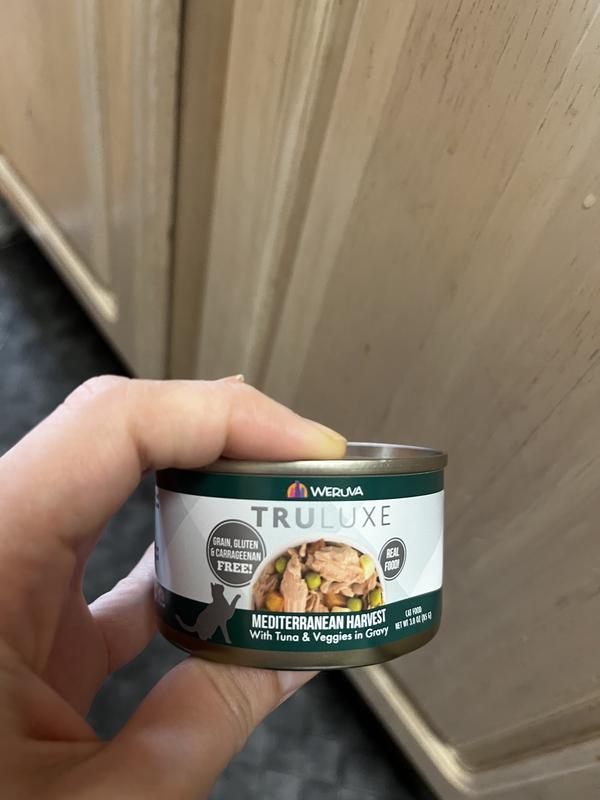 WERUVA
TRULUXE
GRAIN, GLUTEN
& CARRAGEENAN
FREE!
REAL
FOOD!
MEDITERRANEAN HARVEST
With Tuna & Veggies in Gravy
CAT FOOD
NET WT 3.0 OZ (85 G)